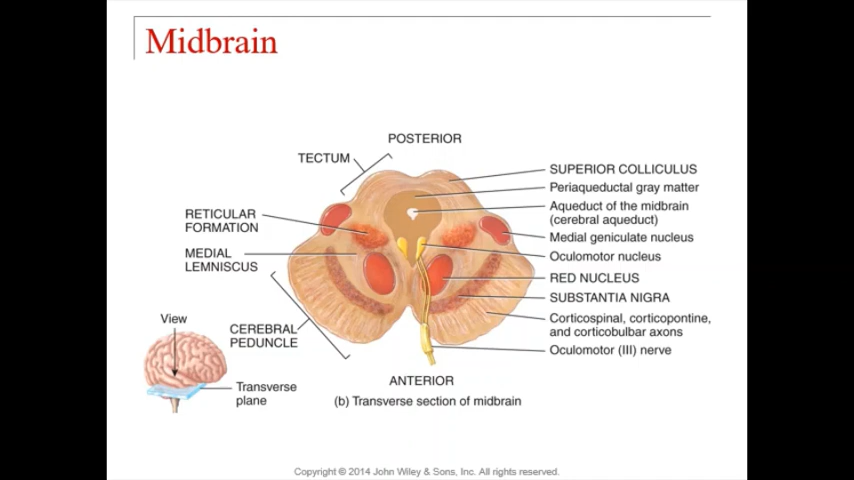 Midbrain
POSTERIOR
TECTUM
SUPERIOR COLLICULUS
Periaqueductal gray matter
Aqueduct of the midbrain
(cerebral aqueduct)
RETICULAR
FORMATION
Medial geniculate nucleus
MEDIAL
LEMNISCUS
Oculomotor nucleus
RED NUCLEUS
SUBSTANTIA NIGRA
Corticospinal, corticopontine,
and corticobulbar axons
View
CEREBRAL
PEDUNCLE
Oculomotor (III) nerve
ANTERIOR
Transverse
plane
(b) Transverse section of midbrain
Copyright © 2014 John Wiley & Sons, Inc. All rights reserved.